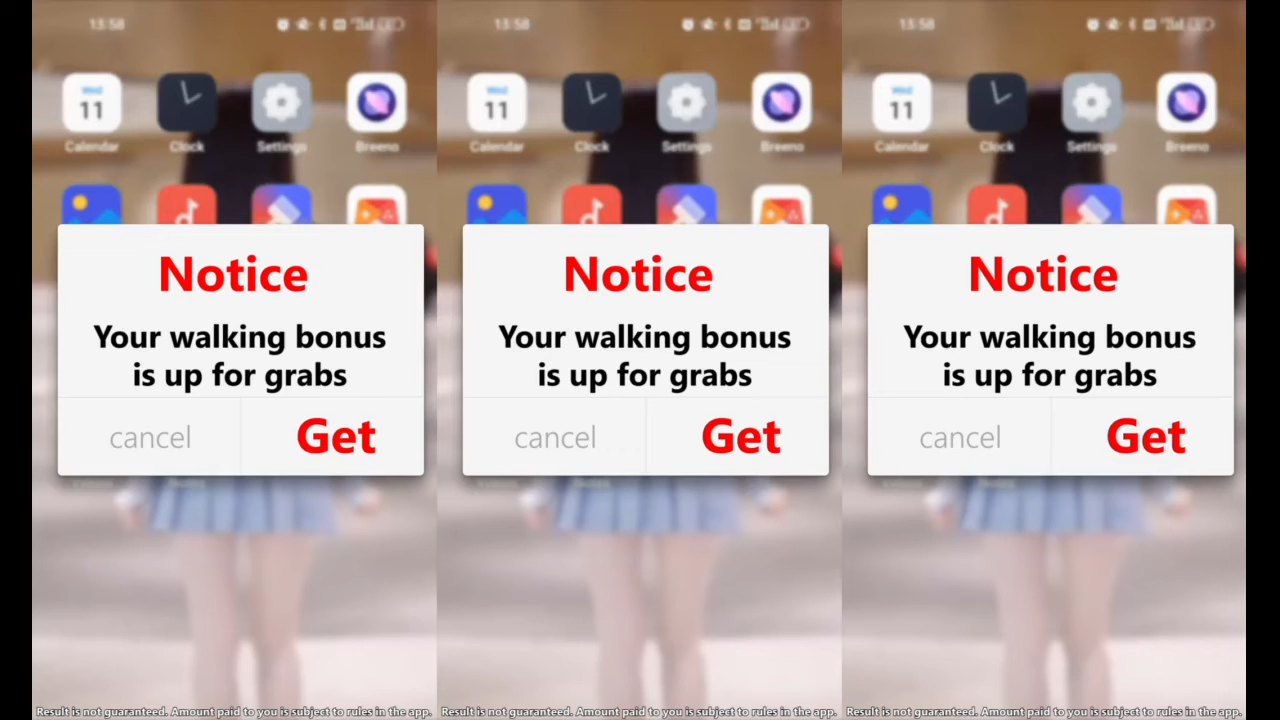 13:58
13:58
13:58
Wed
11
Calendar
Clock
Settings
Breeno
Wed
11
Calendar
Clock
Settings
Breeno
Wed
11
Calendar
Clock
Settings
Breeno
Notice
Your walking bonus
is up for grabs
cancel
Get
Notice
Your walking bonus
is up for grabs
cancel
Get
Notice
Your walking bonus
is up for grabs
cancel
Get
Result is not guaranteed. Amount paid to you is subject to rules in the app.
Result is not guaranteed. Amount paid to you is subject to rules in the app.
Result is not guaranteed. Amount paid to you is subject to rules in the app.